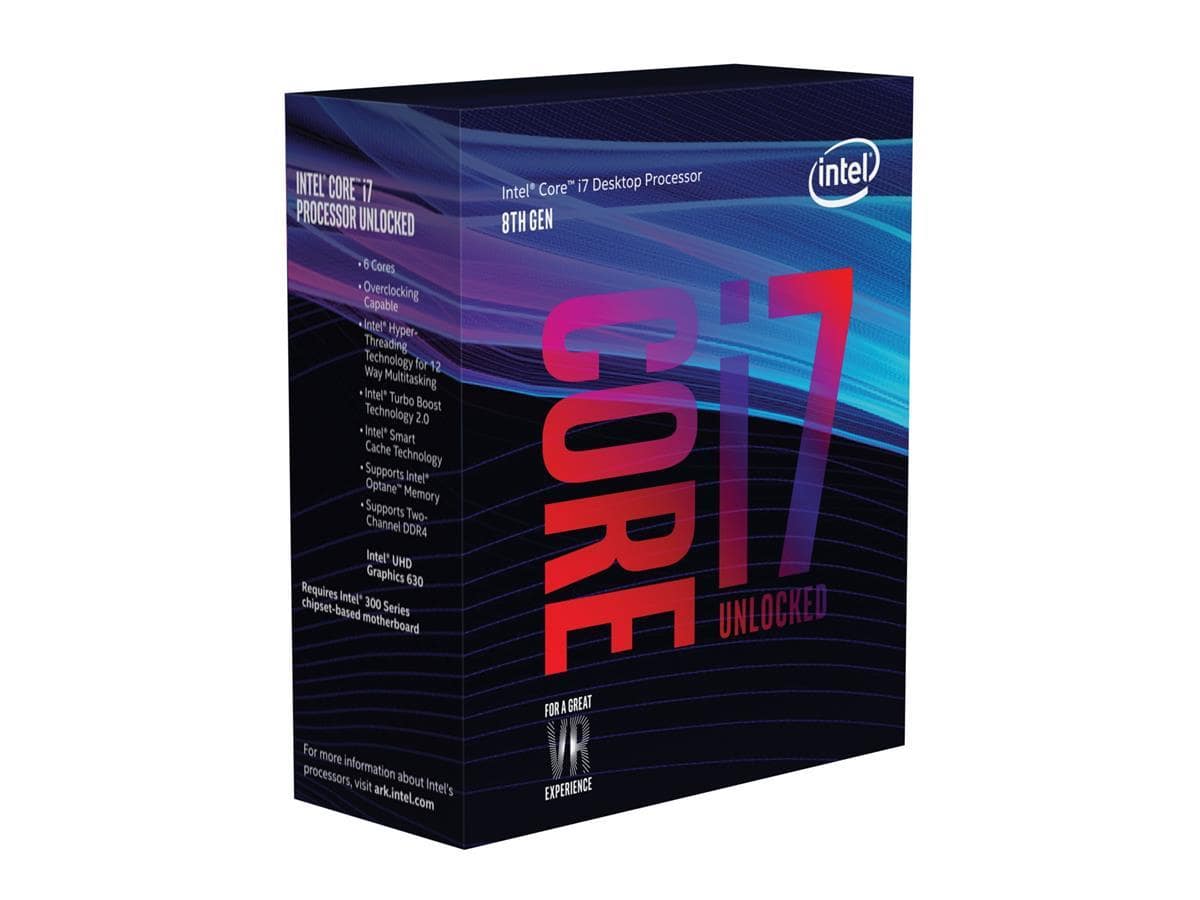 INTEL® CORE™ i7
PROCESSOR UNLOCKED
• 6 Cores
• Overclocking
Capable
• Intel® Hyper-
Threading
Technology for 12
Way Multitasking
• Intel® Turbo Boost
Technology 2.0
• Intel® Smart
Cache Technology
• Supports Intel®
Optane™ Memory
• Supports Two-
Channel DDR4
Intel® UHD
Graphics 630
Requires Intel® 300 Series
chipset-based motherboard
For more information about Intel's
processors, visit ark.intel.com
Intel® Core™ i7 Desktop Processor
8TH GEN
intel®
CORE
i7
UNLOCKED
FOR A GREAT
VR
EXPERIENCE